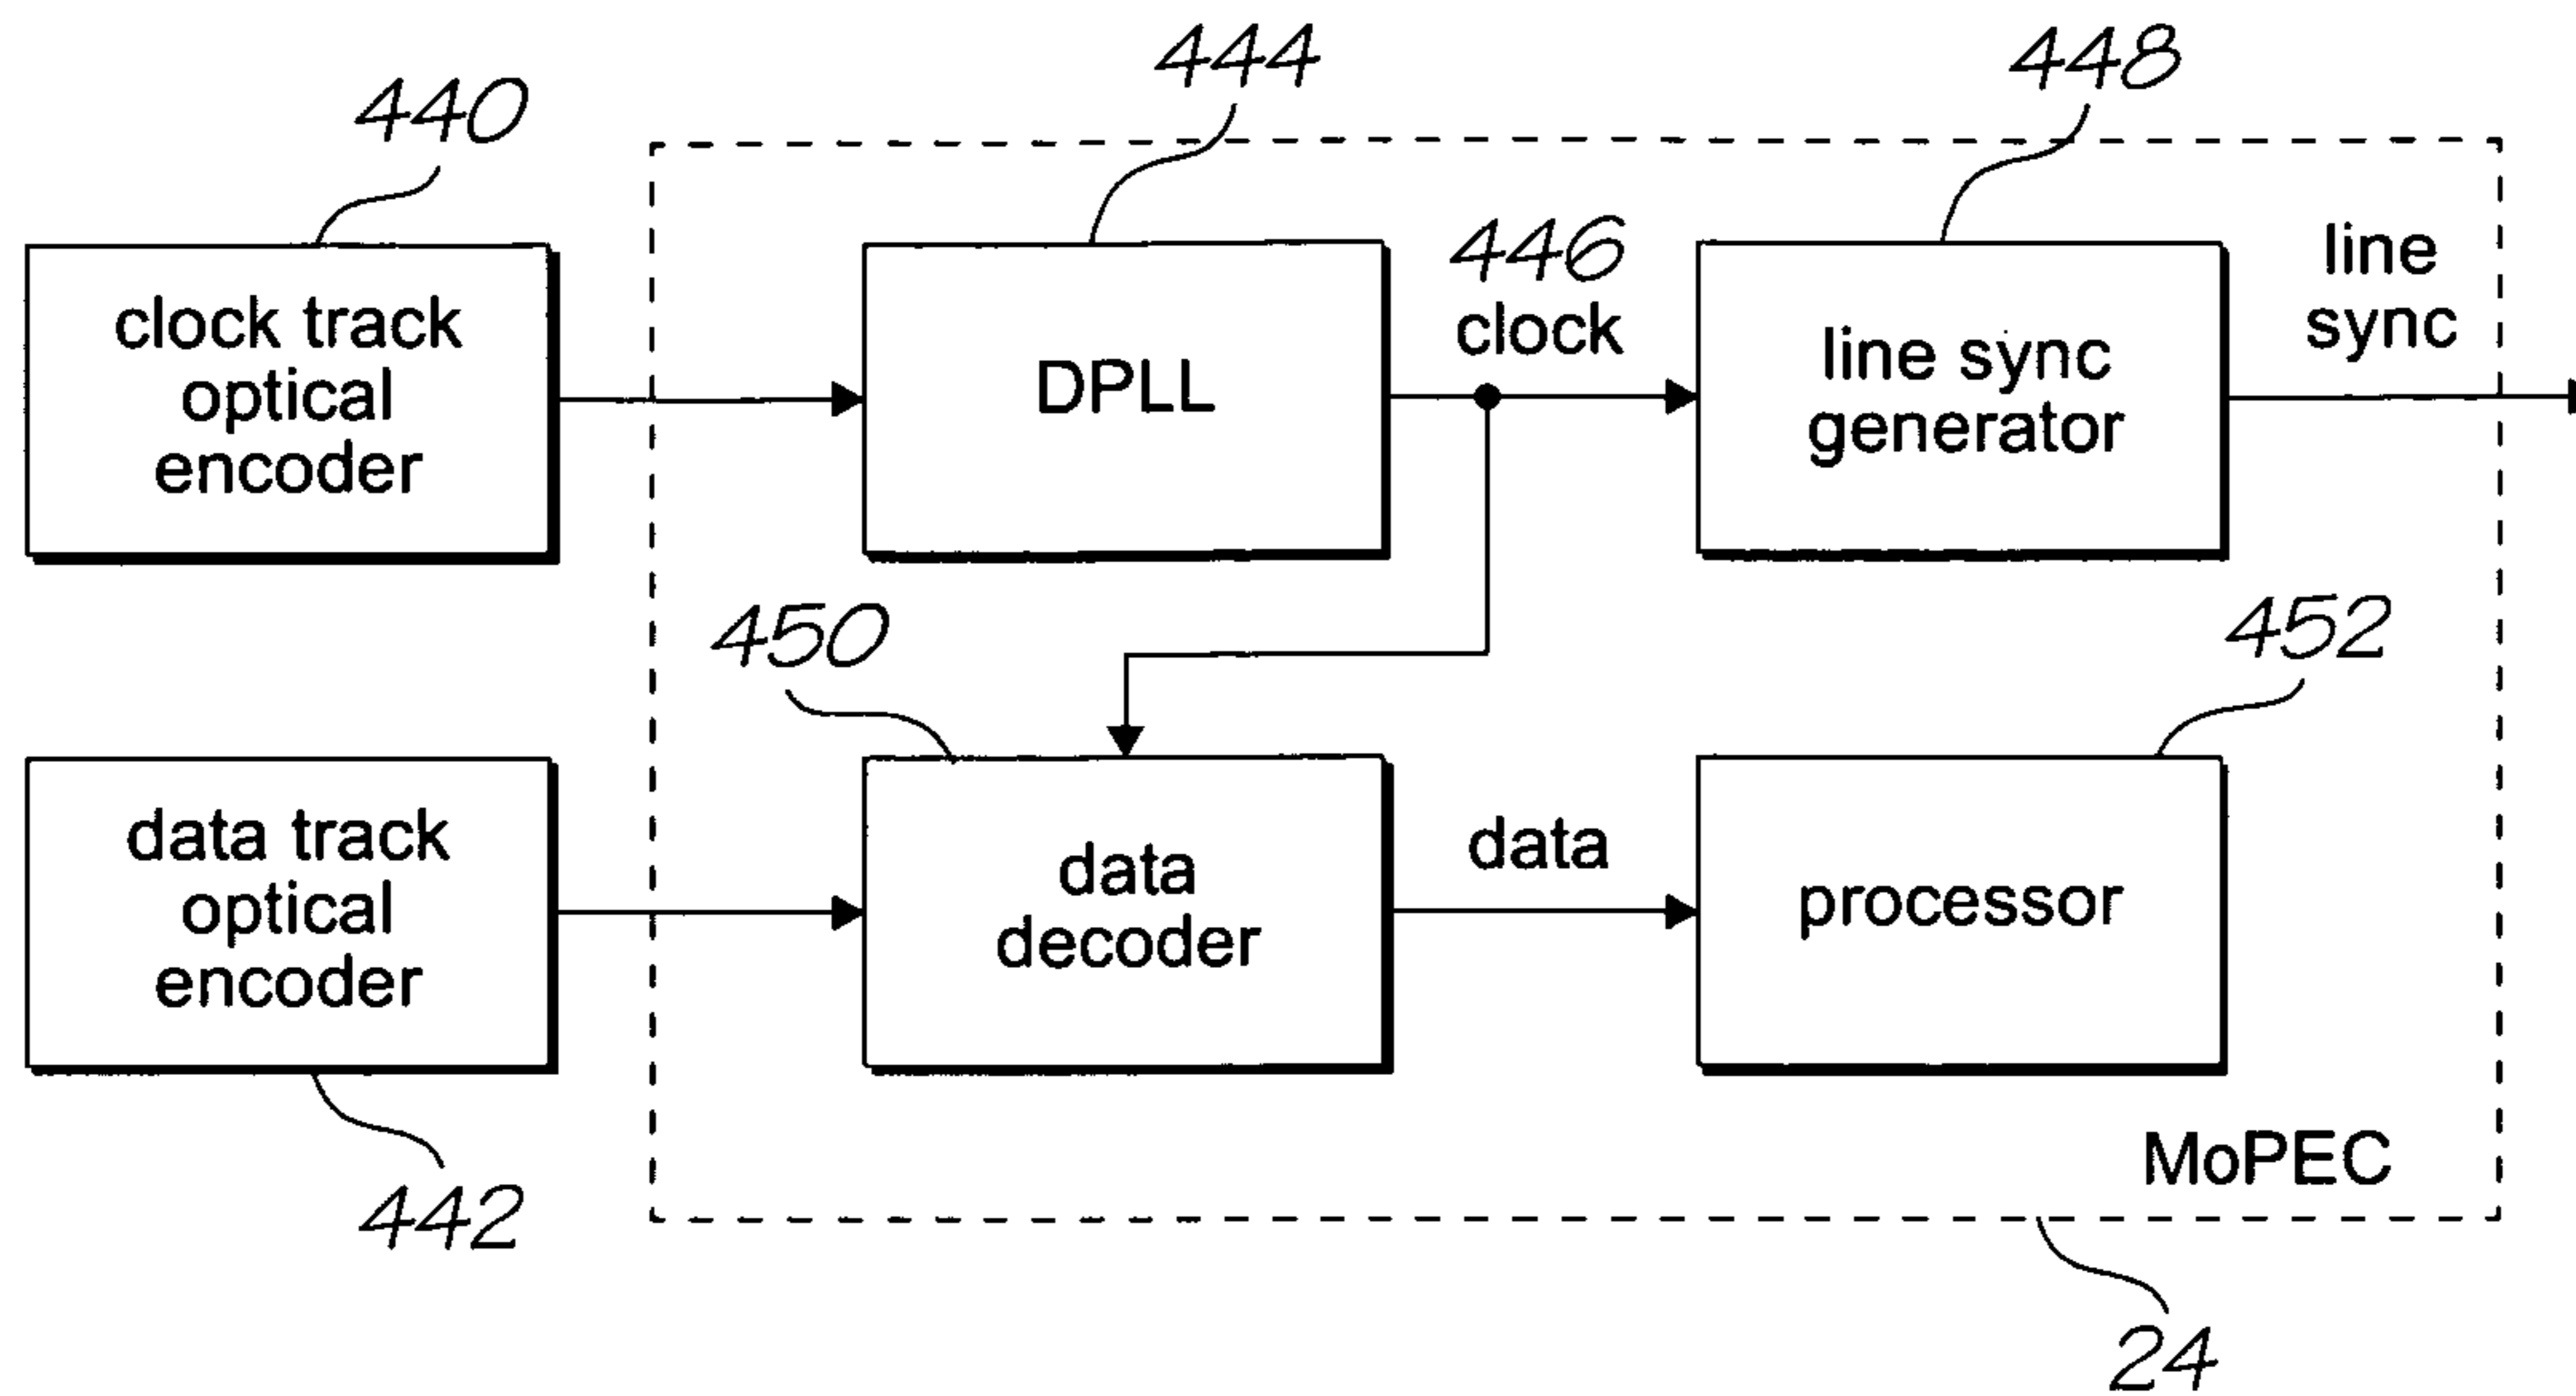 440
444
448
clock track
optical
encoder
DPLL
446
clock
line sync
generator
line
sync
450
452
data track
optical
encoder
data
decoder
data
processor
MoPEC
442
24